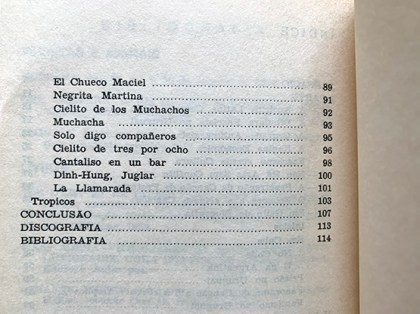 INDICE
El Chueco Maciel ........ 89
Negrita Martina ........ 91
Cielito de los Muchachos ........ 92
Muchacha ........ 93
Solo digo compañeros ........ 95
Cielito de tres por ocho ........ 96
Cantaliso en un bar ........ 98
Dinh-Hung, Juglar ........ 100
La Llamarada ........ 101
Tropicos ........ 103
CONCLUSÃO ........ 107
DISCOGRAFIA ........ 114
BIBLIOGRAFIA ........ 114